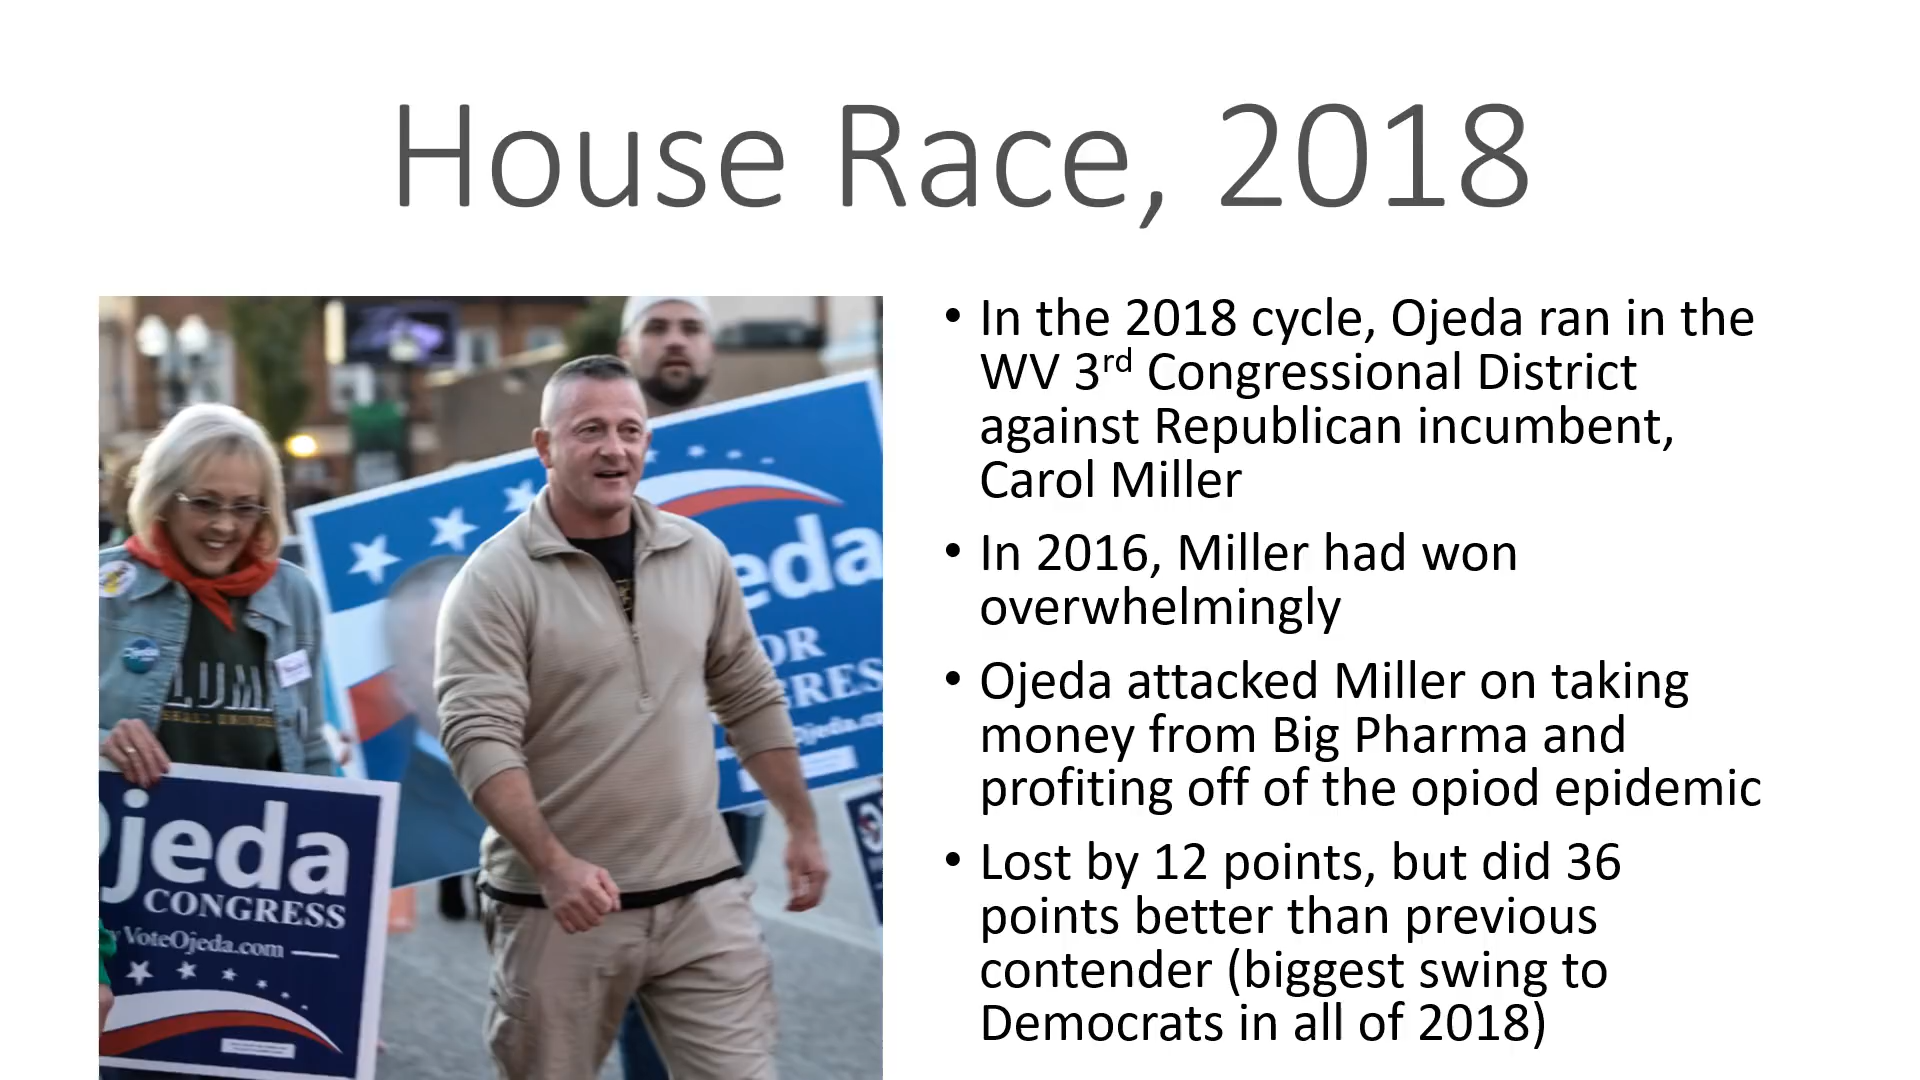 House Race, 2018
• In the 2018 cycle, Ojeda ran in the
WV 3rd Congressional District
against Republican incumbent,
Carol Miller
• In 2016, Miller had won
overwhelmingly
• Ojeda attacked Miller on taking
money from Big Pharma and
profiting off of the opiod epidemic
• Lost by 12 points, but did 36
points better than previous
contender (biggest swing to
Democrats in all of 2018)
eda
OR
GRES
jeda
CONGRESS
VoteOjeda.com